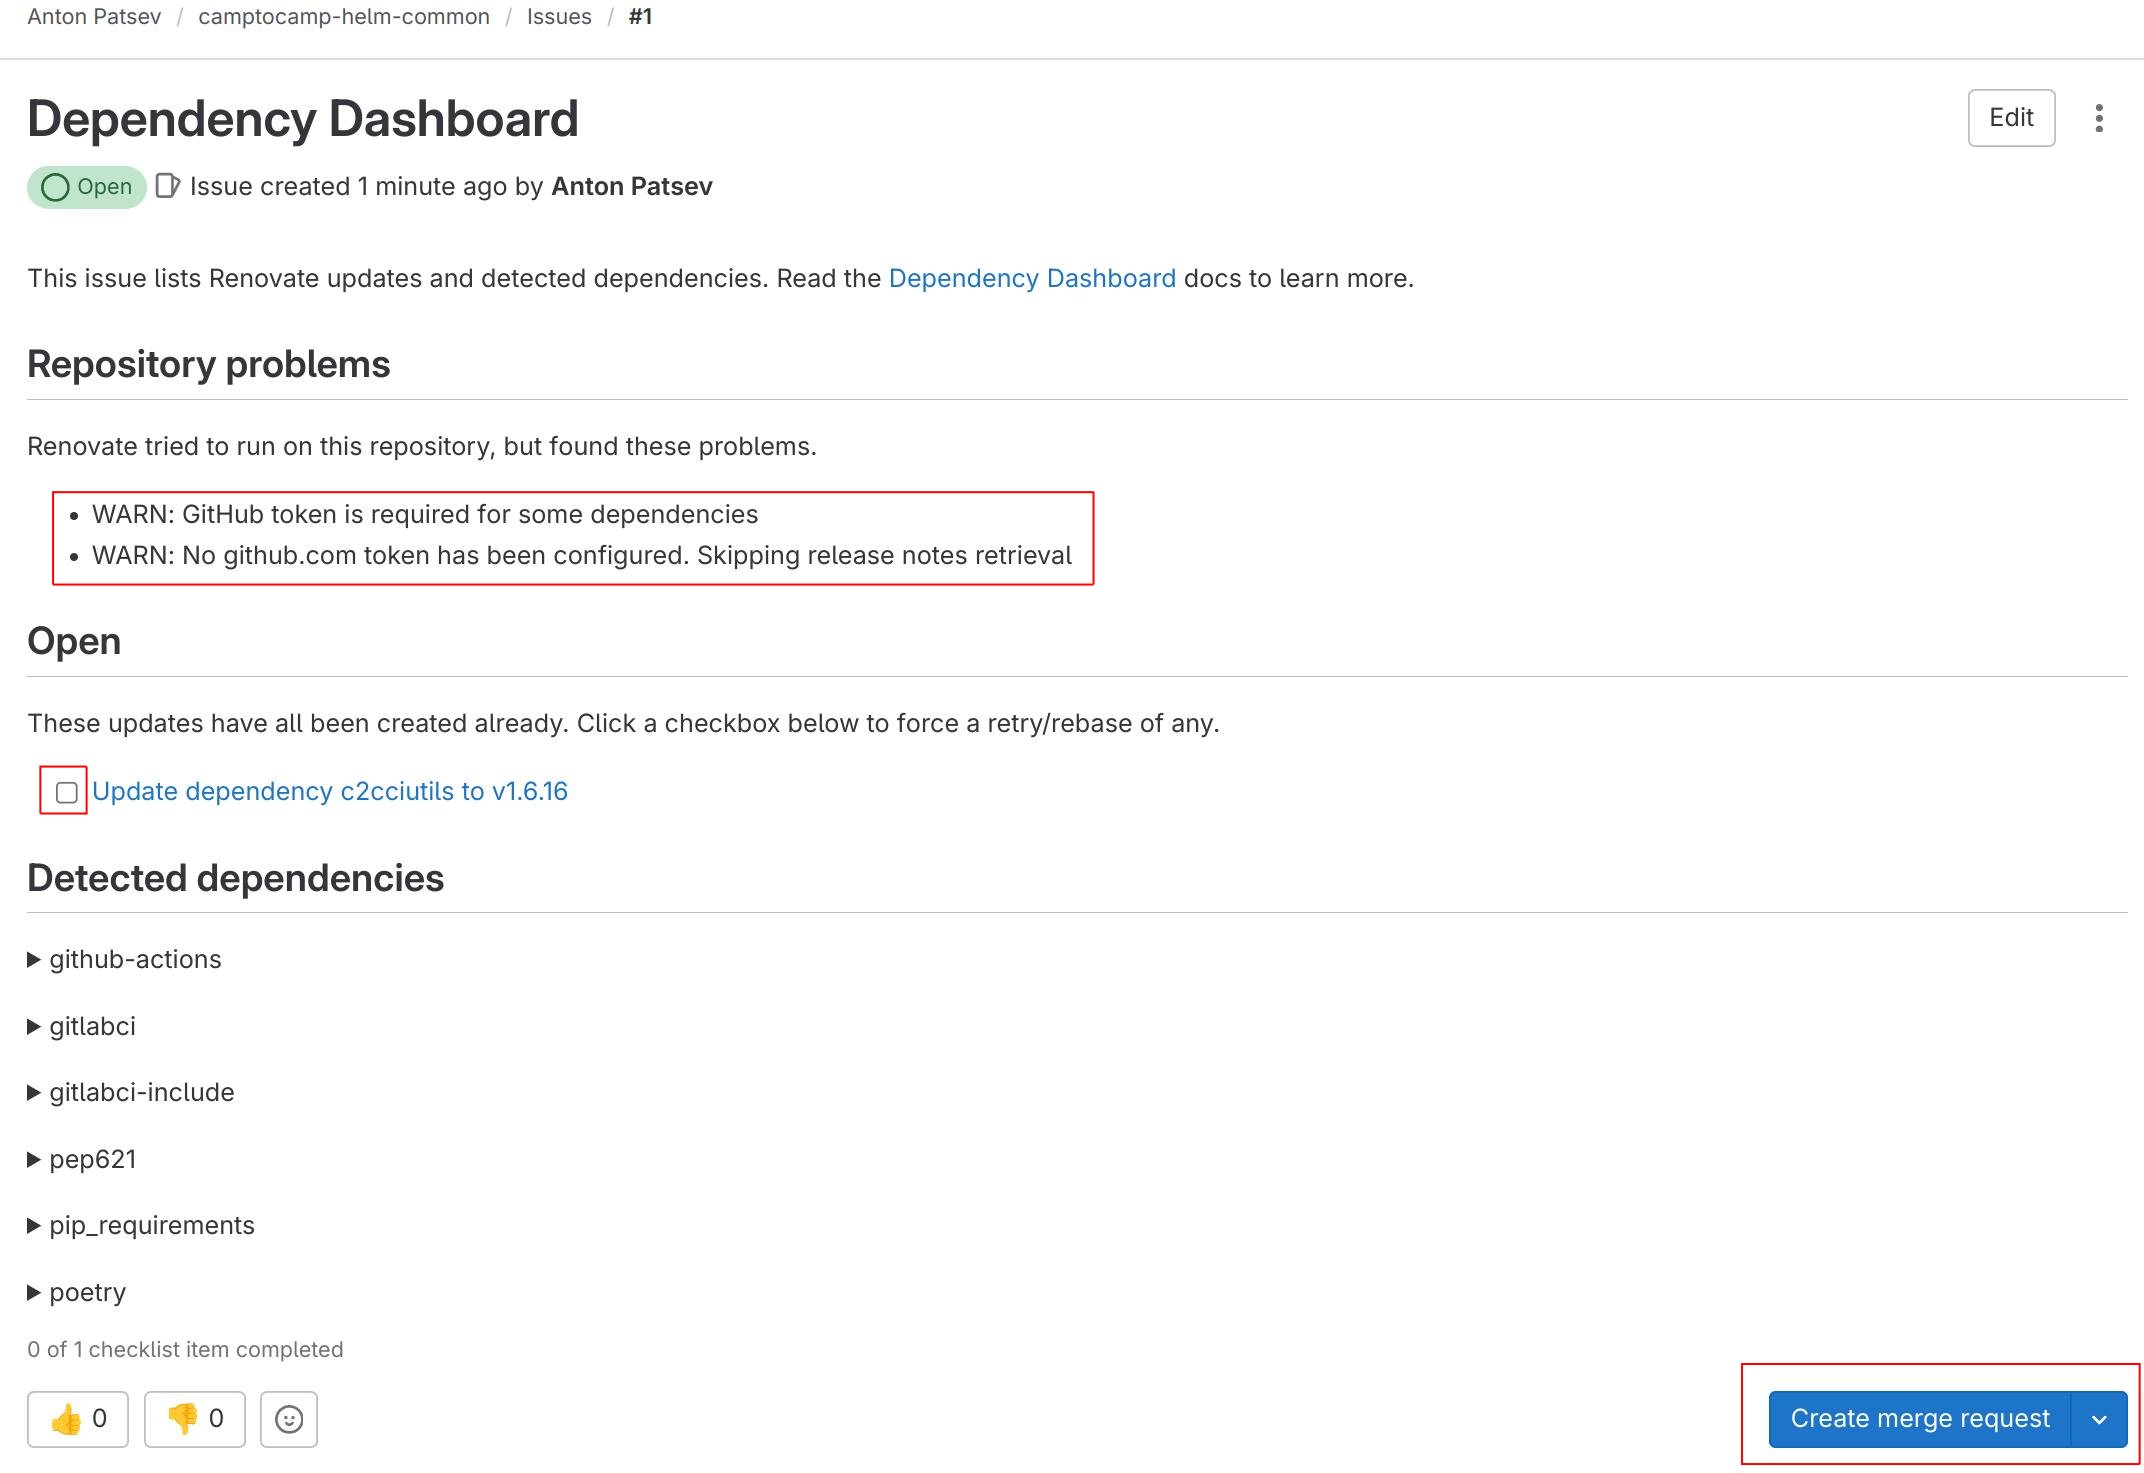 Anton Patsev / camptocamp-helm-common / Issues / #1
Dependency Dashboard
Edit
Open Issue created 1 minute ago by Anton Patsev
This issue lists Renovate updates and detected dependencies. Read the Dependency Dashboard docs to learn more.
Repository problems
Renovate tried to run on this repository, but found these problems.
• WARN: GitHub token is required for some dependencies
• WARN: No github.com token has been configured. Skipping release notes retrieval
Open
These updates have all been created already. Click a checkbox below to force a retry/rebase of any.
Update dependency c2cciutils to v1.6.16
Detected dependencies
github-actions
gitlabci
gitlabci-include
pep621
pip_requirements
poetry
0 of 1 checklist item completed
👍 0 👎 0
Create merge request